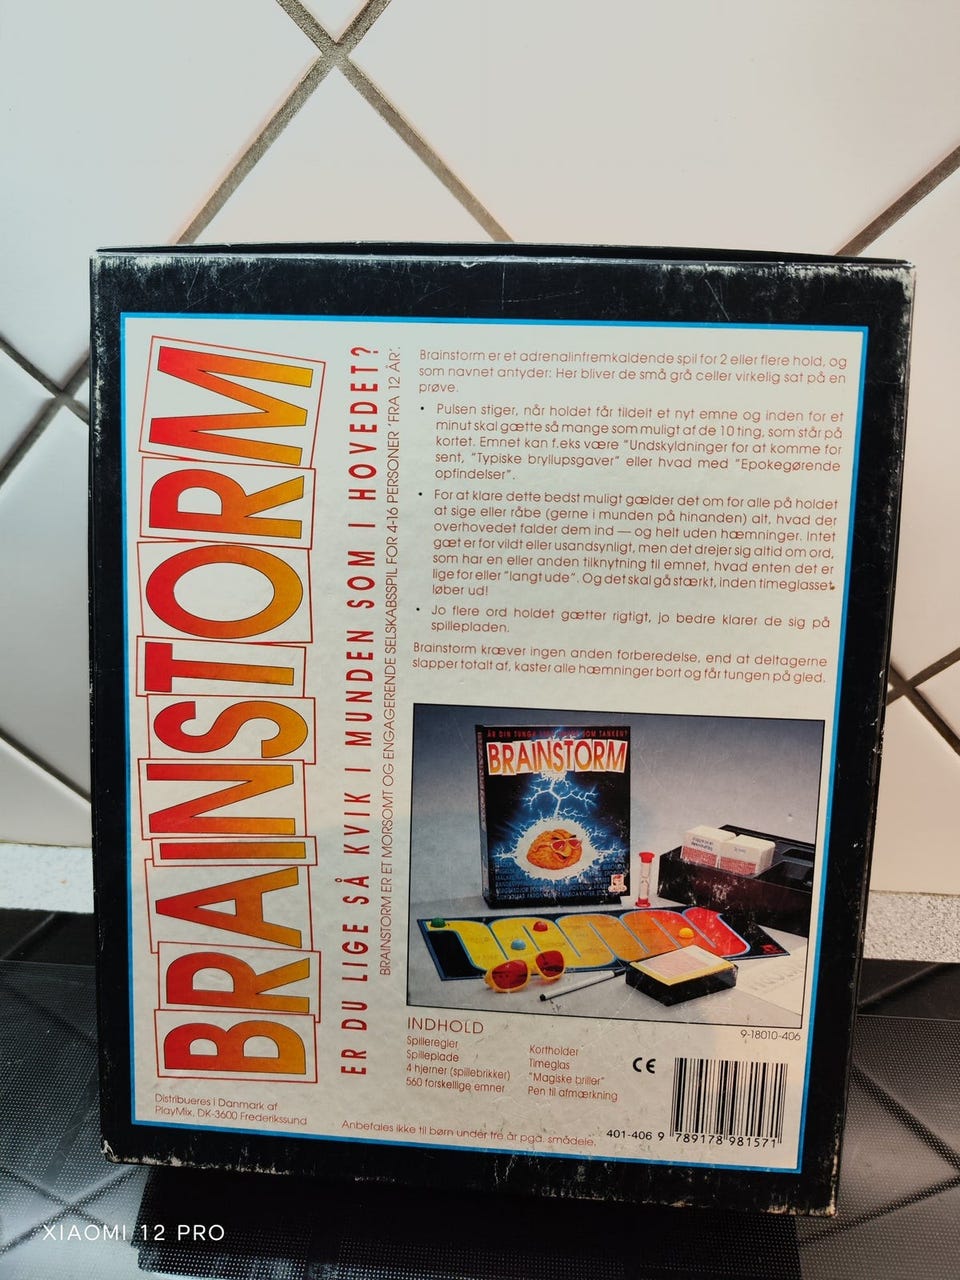 BRAINSTORM
ER DU LIGE SÅ KVIK I MUNDEN SOM I HOVEDET?
BRAINSTORM ER ET MORSOMT OG ENGAGERENDE SELSKABSSPIL FOR 4-16 PERSONER 'FRA 12 ÅR'.
Brainstorm er et adrenalinfremkaldende spil for 2 eller flere hold, og
som navnet antyder: Her bliver de små grå celler virkelig sat på en
prøve.
• Pulsen stiger, når holdet får tildelt et nyt emne og inden for et
minut skal gætte så mange som muligt af de 10 ting, som står på
kortet. Emnet kan f.eks være "Undskyldninger for at komme for
sent, "Typiske bryllupsgaver" eller hvad med "Epokegørende
opfindelser".
• For at klare dette bedst muligt gælder det om for alle på holdet
at sige eller råbe (gerne i munden på hinanden) alt, hvad der
overhovedet falder dem ind — og helt uden hæmninger. Intet
gæt er for vildt eller usandsynligt, men det drejer sig altid om ord,
som har en eller anden tilknytning til emnet, hvad enten det er
lige for eller "langt ude". Og det skal gå stærkt, inden timeglasset
løber ud!
• Jo flere ord holdet gætter rigtigt, jo bedre klarer de sig på
spillepladen.
Brainstorm kræver ingen anden forberedelse, end at deltagerne
slapper totalt af, kaster alle hæmninger bort og får tungen på gled.
ER DIN TUNGE SOM TANKEN?
BRAINSTORM
9-18010-406
INDHOLD
Spilleregler
Spilleplade
4 hjerner (spillebrikker)
560 forskellige emner
Kortholder
Timeglas
"Magiske briller"
Pen til afmærkning
CE
Distribueres i Danmark af
PlayMix, DK-3600 Frederikssund
Anbefales ikke til børn under tre år pga. smådele.
401-406 9 789178 981571
XIAOMI 12 PRO